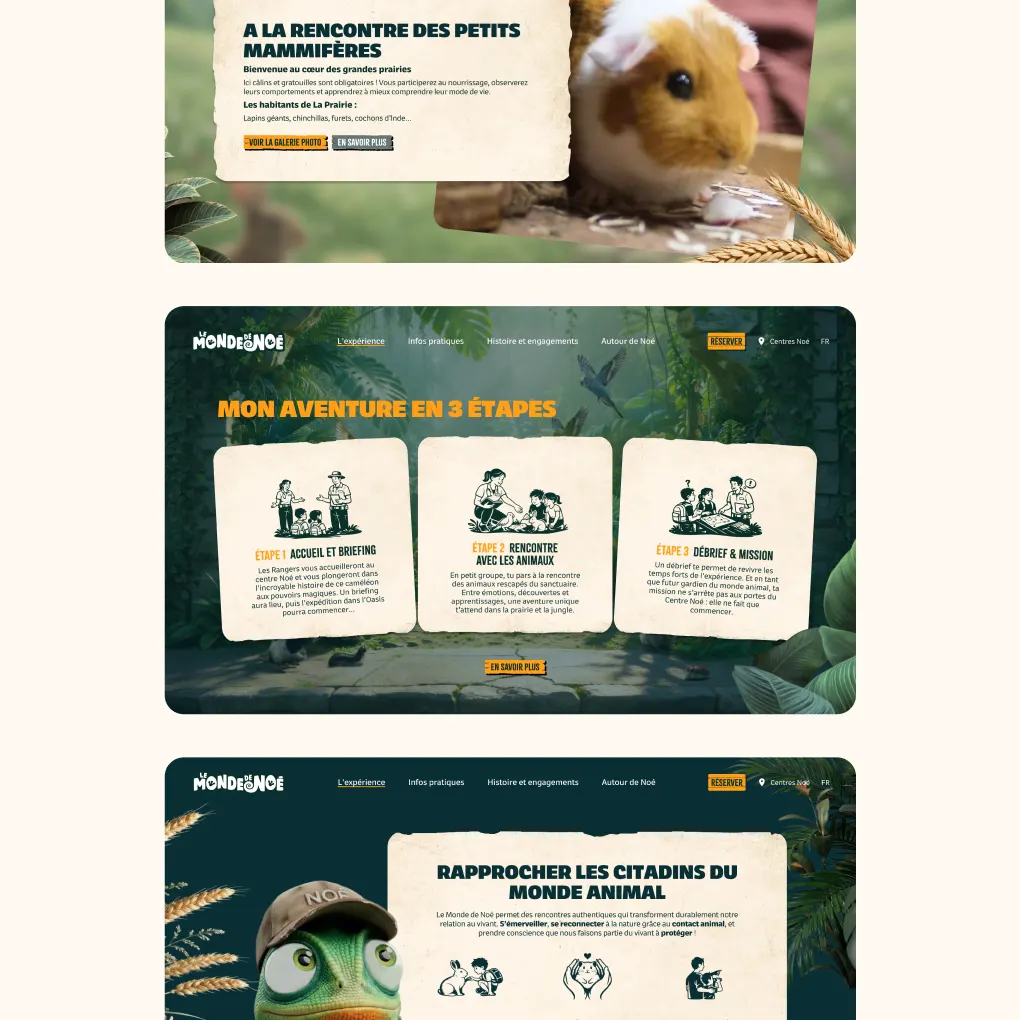 A LA RENCONTRE DES PETITS
MAMMIFÈRES
Bienvenue au cœur des grandes prairies
Ici câlins et gratouilles sont obligatoires ! Vous participerez au nourrissage, observerez
leurs comportements et apprendrez à mieux comprendre leur mode de vie.
Les habitants de La Prairie :
Lapins géants, chinchillas, furets, cochons d'Inde...
VOIR LA GALERIE PHOTO EN SAVOIR PLUS
LE MONDE DE NOÉ L'expérience Infos pratiques Histoire et engagements Autour de Noé RÉSERVER Centres Noé FR
MON AVENTURE EN 3 ÉTAPES
ÉTAPE 1 ACCUEIL ET BRIEFING
Les Rangers vous accueilleront au
centre Noé et vous plongeront dans
l'incroyable histoire de ce caméléon
aux pouvoirs magiques. Un briefing
aura lieu, puis l'expédition dans l'Oasis
pourra commencer...
ÉTAPE 2 RENCONTRE
AVEC LES ANIMAUX
En petit groupe, tu pars à la rencontre
des animaux rescapés du sanctuaire.
Entre émotions, découvertes et
apprentissages, une aventure unique
t'attend dans la prairie et la jungle.
? !
ÉTAPE 3 DÉBRIEF & MISSION
Un débrief te permet de revivre les
temps forts de l'expérience. Et en tant
que futur gardien du monde animal, ta
mission ne s'arrête pas aux portes du
Centre Noé : elle ne fait que
commencer.
EN SAVOIR PLUS
LE MONDE DE NOÉ L'expérience Infos pratiques Histoire et engagements Autour de Noé RÉSERVER Centres Noé FR
RAPPROCHER LES CITADINS DU
MONDE ANIMAL
Le Monde de Noé permet des rencontres authentiques qui transforment durablement notre
relation au vivant. S'émerveiller, se reconnecter à la nature grâce au contact animal, et
prendre conscience que nous faisons partie du vivant à protéger !
NOÉ